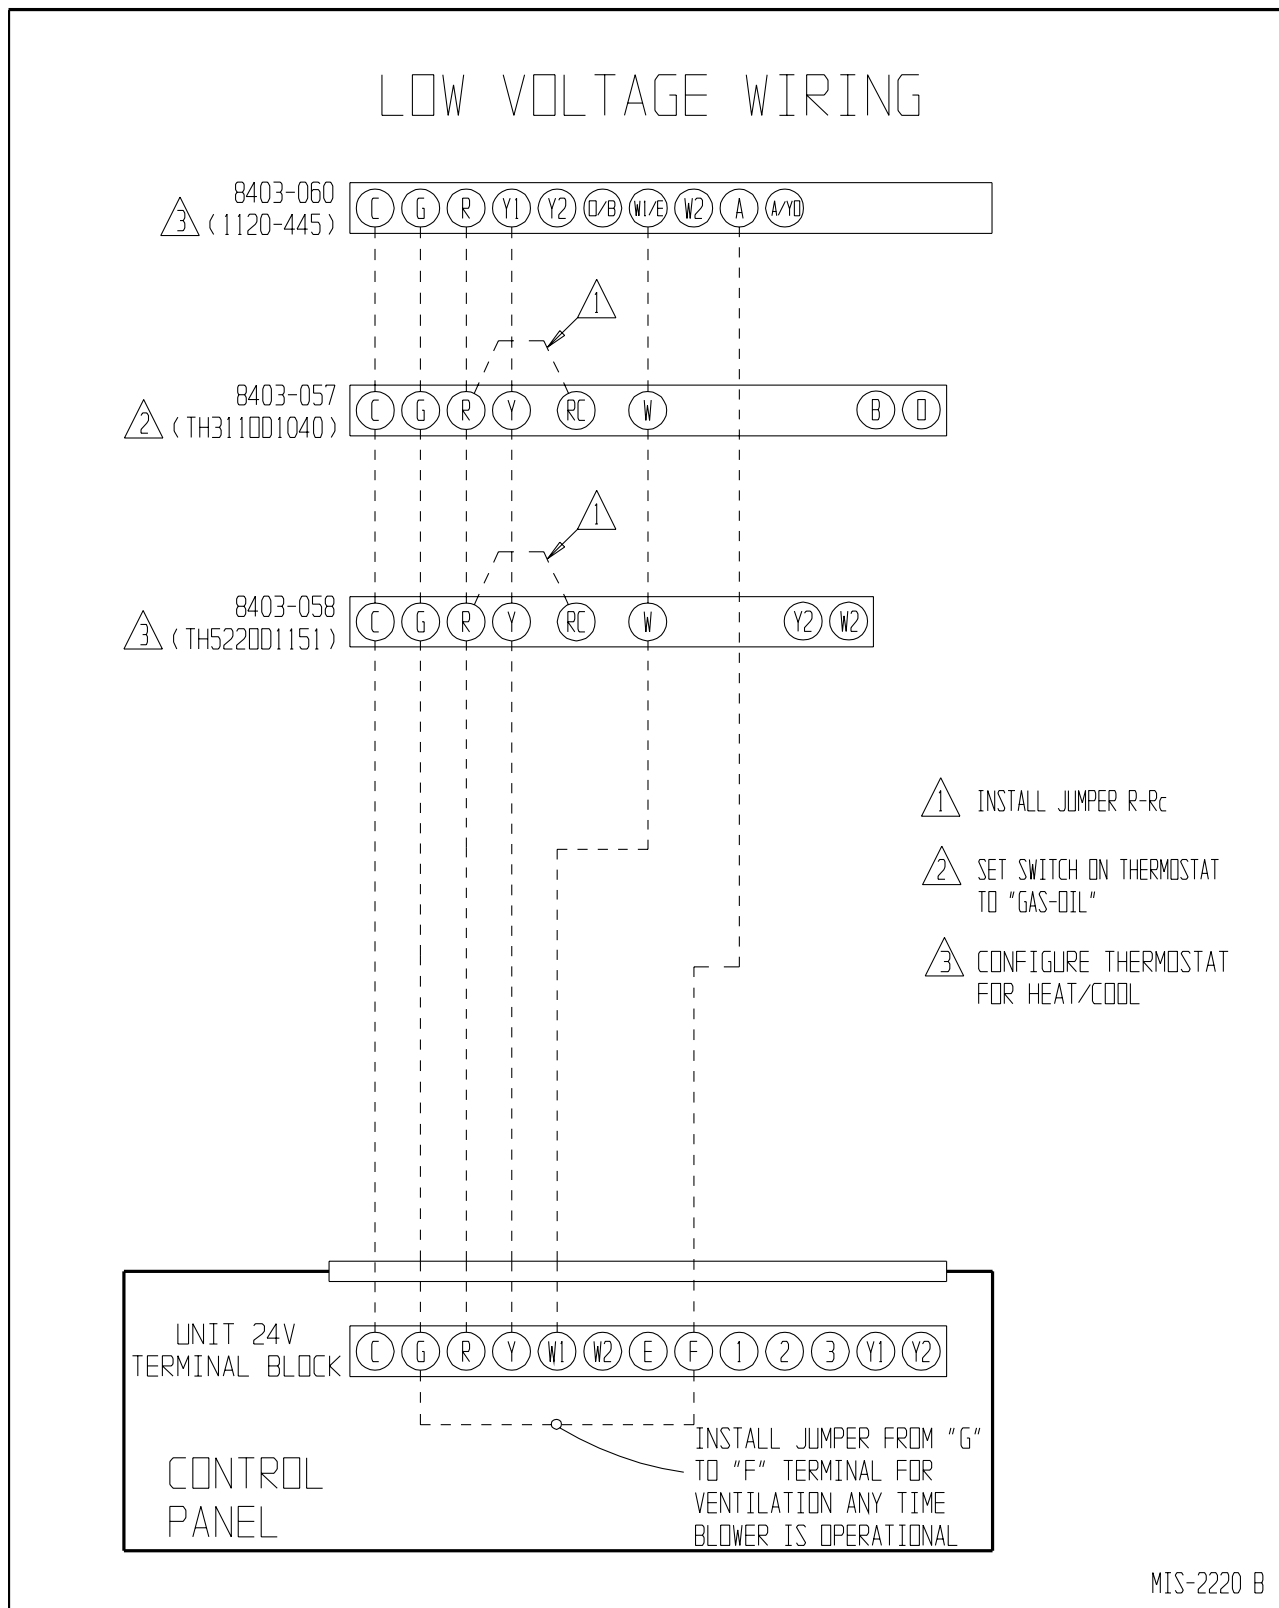 LOW VOLTAGE WIRING
8403-060
3 (1120-445)
C G R Y1 Y2 O/B W1/E W2 A A/YO
1
8403-057
2 (TH3110D1040)
C G R Y RC W B O
1
8403-058
3 (TH5220D1151)
C G R Y RC W Y2 W2
1 INSTALL JUMPER R-Rc
2 SET SWITCH ON THERMOSTAT
TO "GAS-OIL"
3 CONFIGURE THERMOSTAT
FOR HEAT/COOL
UNIT 24V
TERMINAL BLOCK
C G R Y W1 W2 E F 1 2 3 Y1 Y2
INSTALL JUMPER FROM "G"
TO "F" TERMINAL FOR
VENTILATION ANY TIME
BLOWER IS OPERATIONAL
CONTROL
PANEL
MIS-2220 B